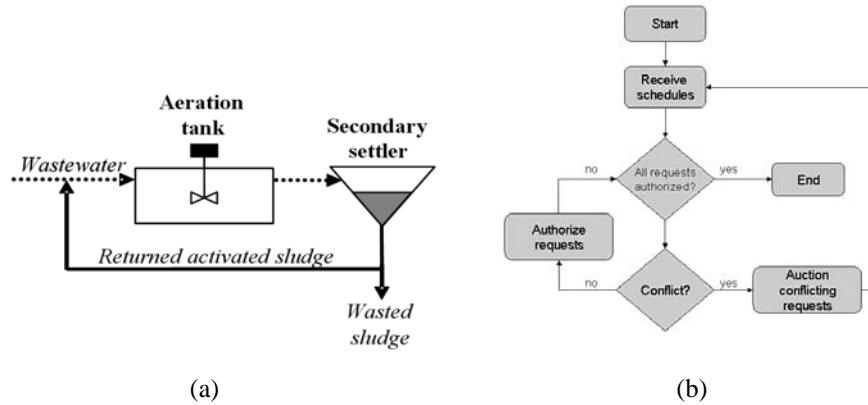 Aeration
tank
Secondary
settler
Wastewater
Returned activated sludge
Wasted
sludge
(a)
Start
Receive
schedules
All requests
authorized?
no
yes
End
Authorize
requests
Conflict?
no
yes
Auction
conflicting
requests
(b)